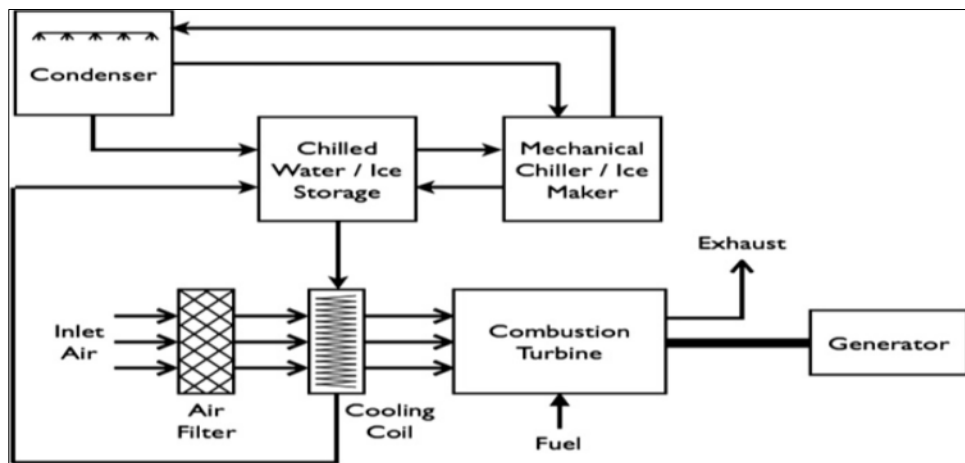 Condenser
Chilled
Water / Ice
Storage
Mechanical
Chiller / Ice
Maker
Exhaust
Inlet
Air
Combustion
Turbine
Generator
Air
Filter
Cooling
Coil
Fuel